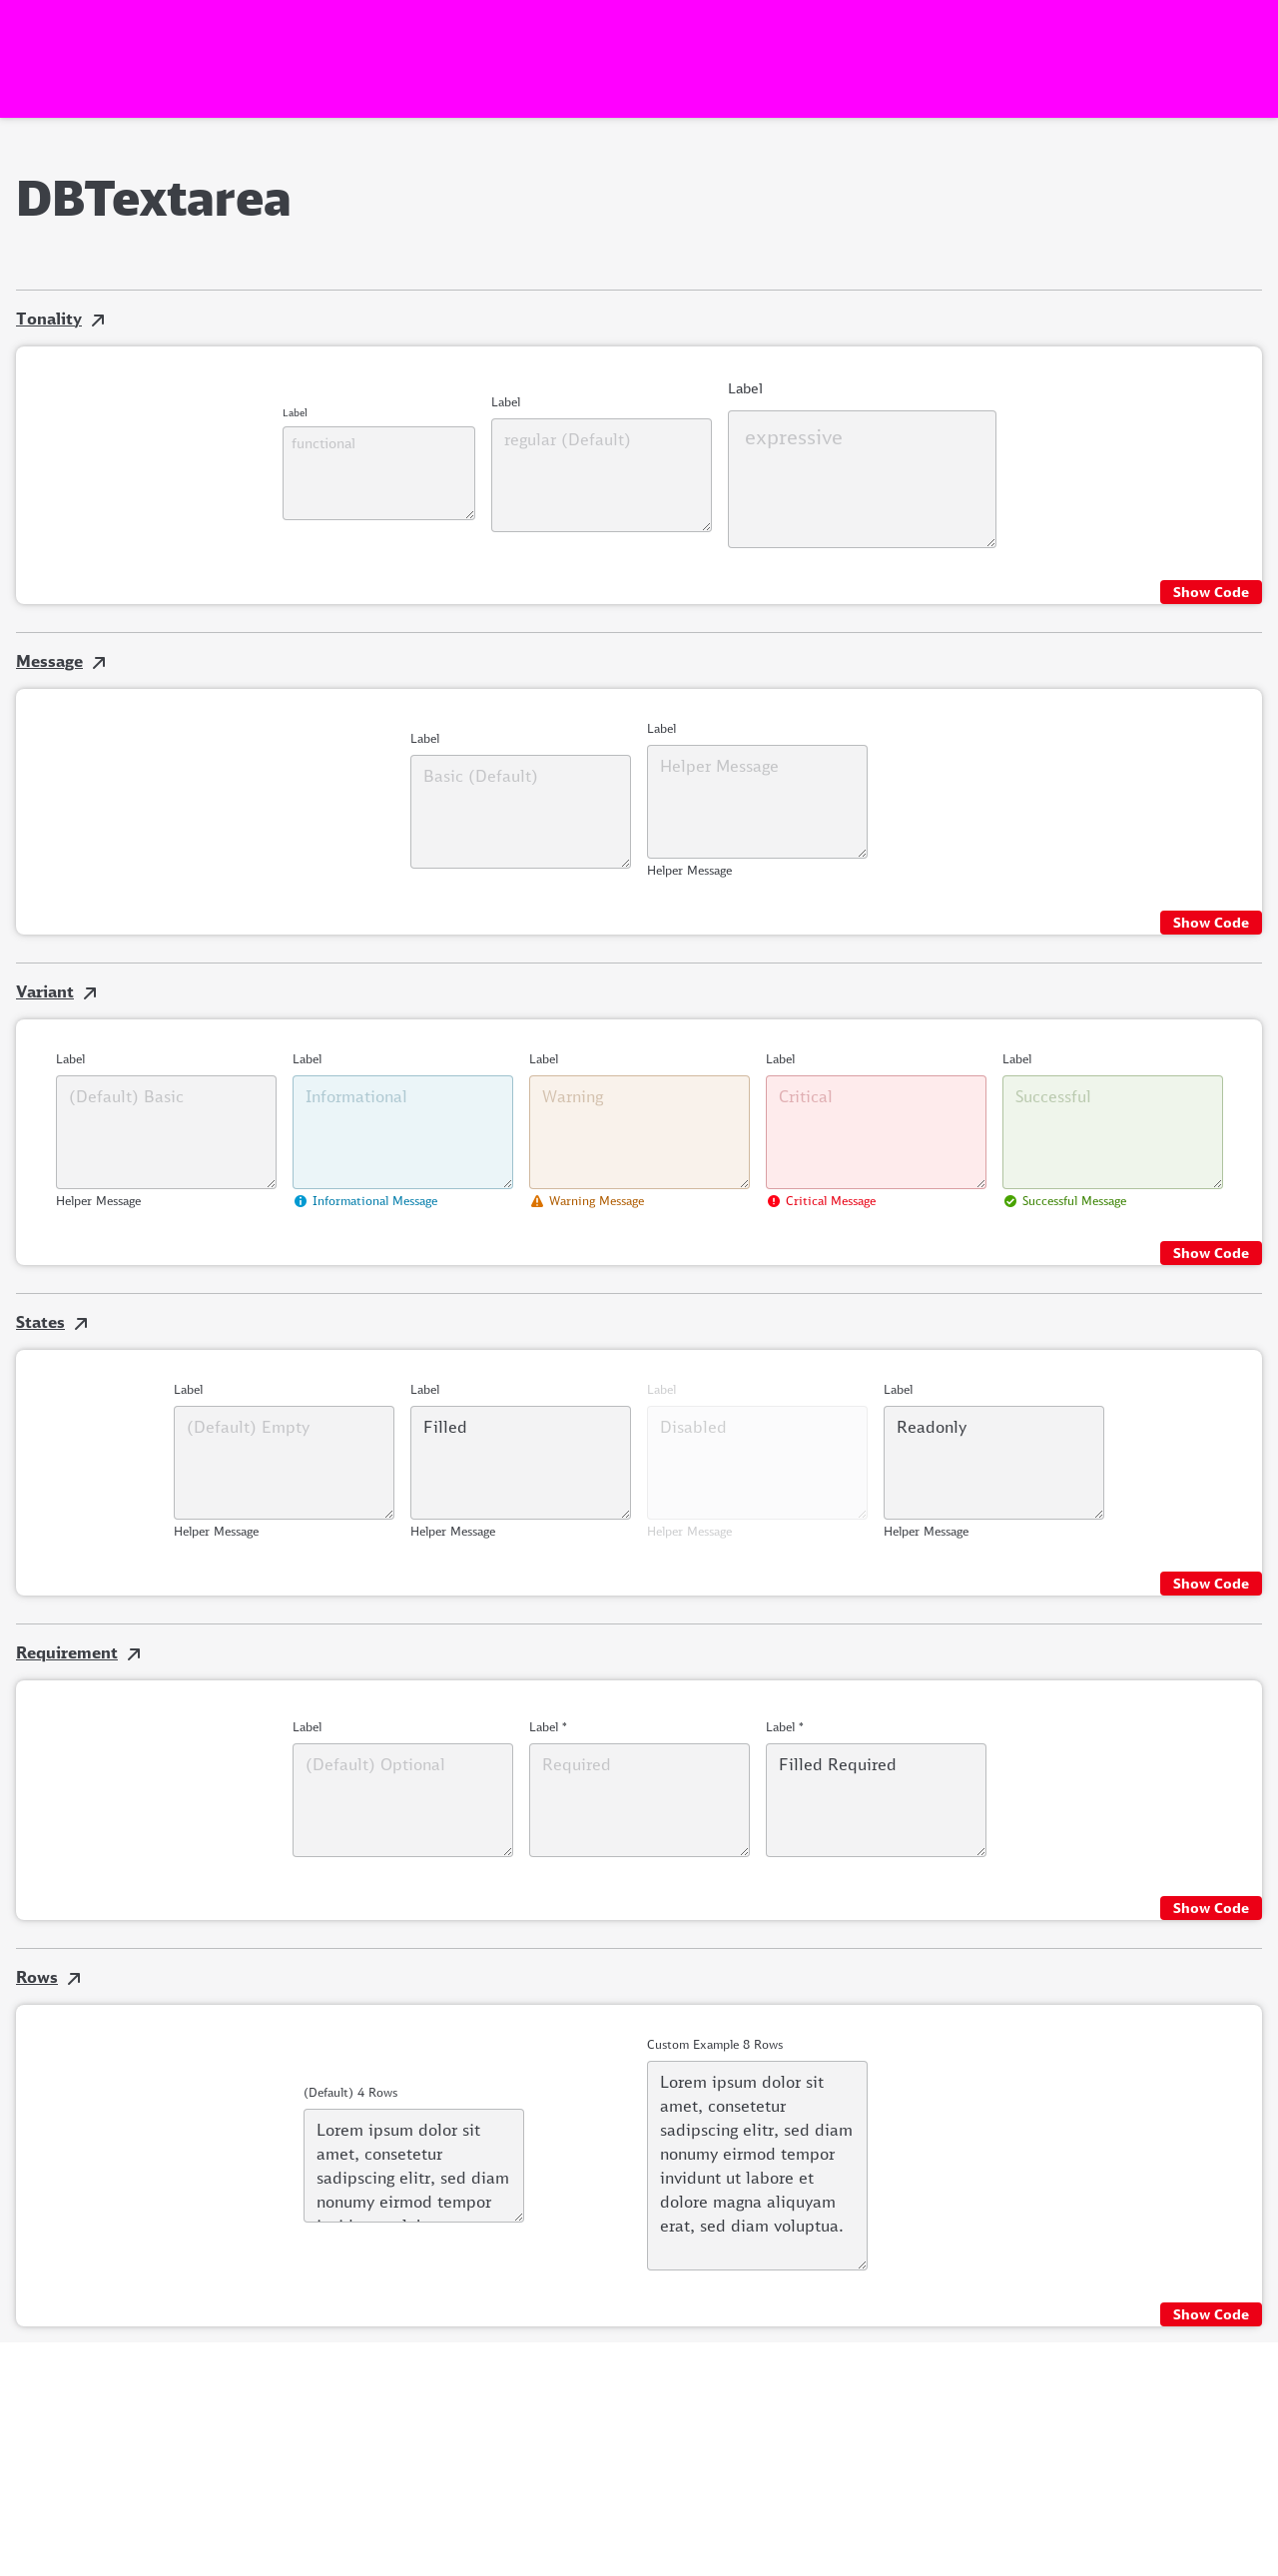 DBTextarea
Tonality
Label
functional
Label
regular (Default)
Label
expressive
Show Code
Message
Label
Basic (Default)
Label
Helper Message
Helper Message
Show Code
Variant
Label
(Default) Basic
Helper Message
Label
Informational
Informational Message
Label
Warning
Warning Message
Label
Critical
Critical Message
Label
Successful
Successful Message
Show Code
States
Label
(Default) Empty
Helper Message
Label
Filled
Helper Message
Label
Disabled
Helper Message
Label
Readonly
Helper Message
Show Code
Requirement
Label
(Default) Optional
Label *
Required
Label *
Filled Required
Show Code
Rows
(Default) 4 Rows
Lorem ipsum dolor sit
amet, consetetur
sadipscing elitr, sed diam
nonumy eirmod tempor
Custom Example 8 Rows
Lorem ipsum dolor sit
amet, consetetur
sadipscing elitr, sed diam
nonumy eirmod tempor
invidunt ut labore et
dolore magna aliquyam
erat, sed diam voluptua.
Show Code